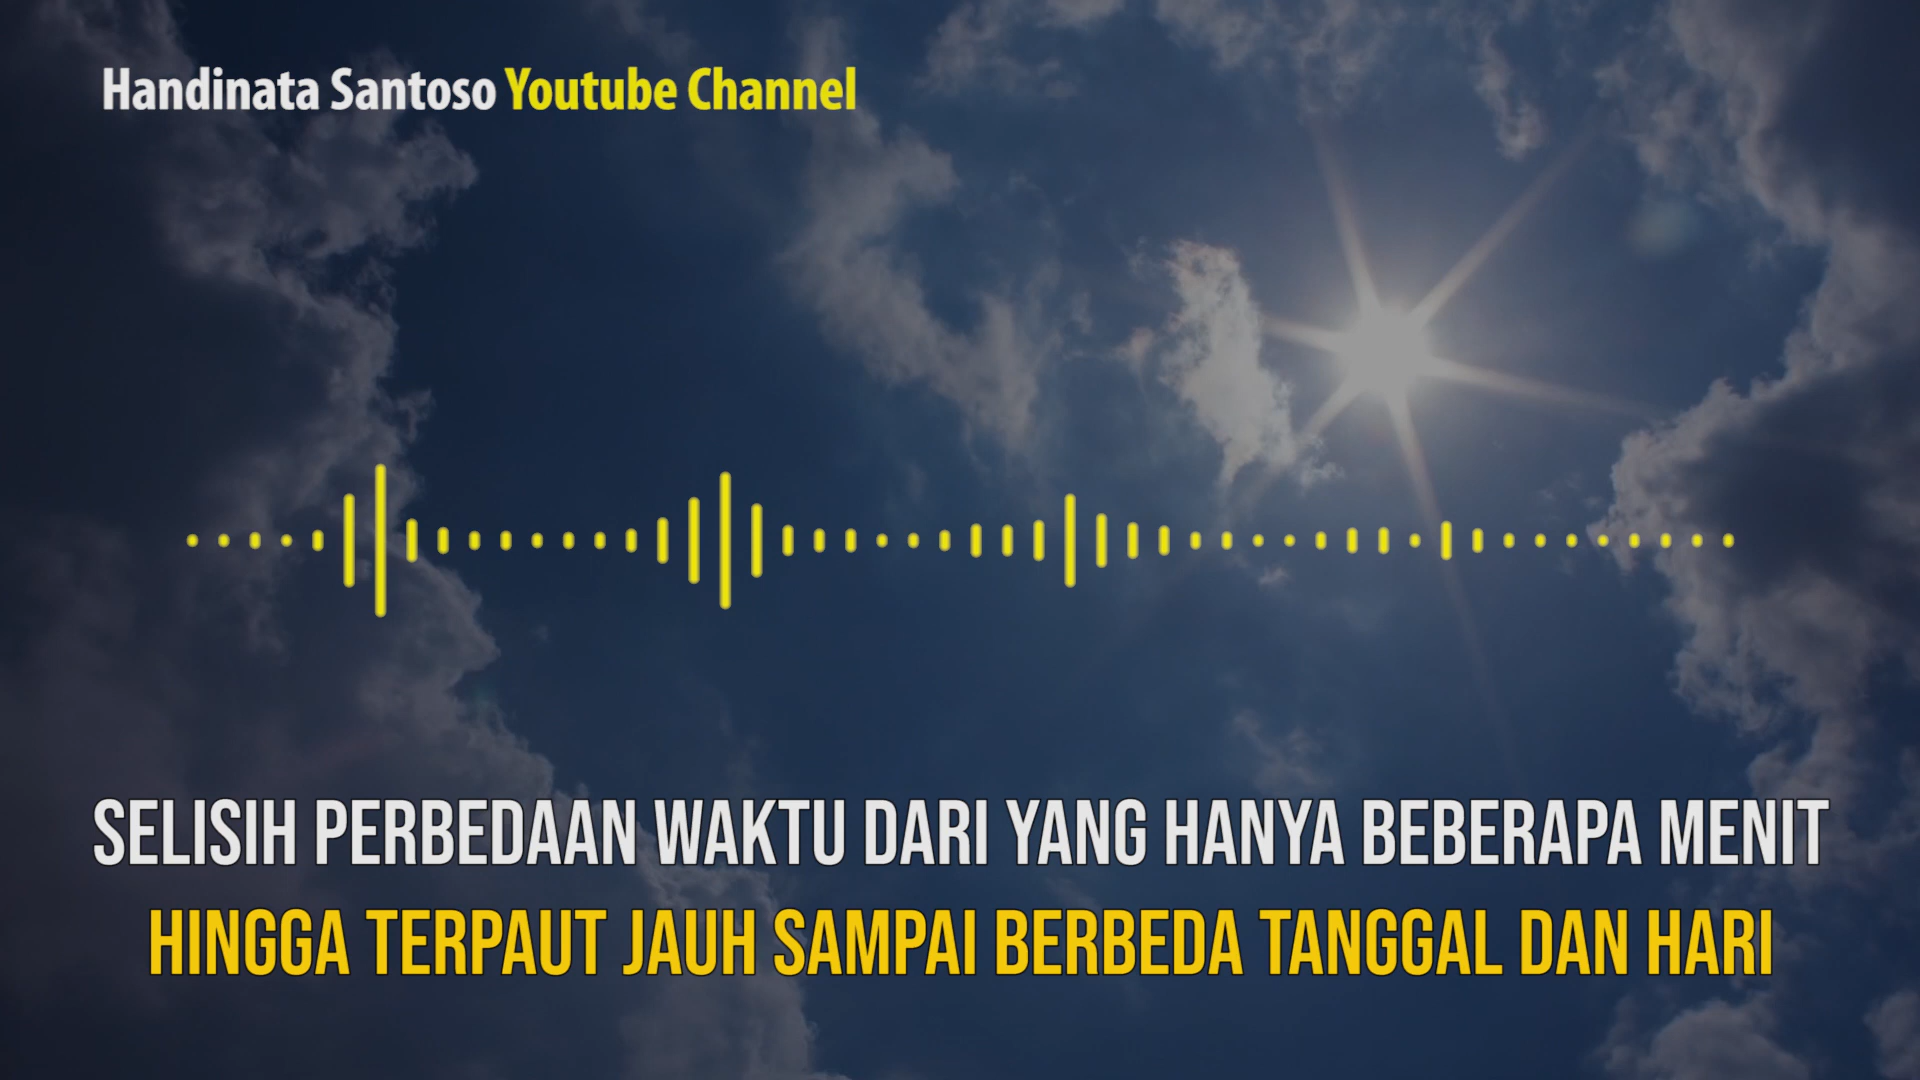 Handinata Santoso Youtube Channel
SELISIH PERBEDAAN WAKTU DARI YANG HANYA BEBERAPA MENIT
HINGGA TERPAUT JAUH SAMPAI BERBEDA TANGGAL DAN HARI